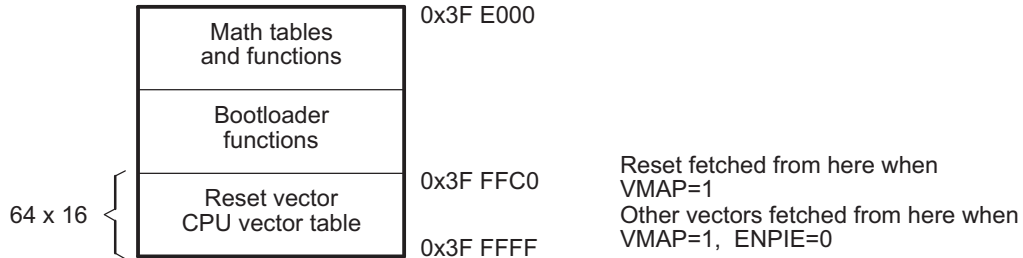 Math tables
and functions
0x3F E000
Bootloader
functions
0x3F FFC0
64 x 16
Reset vector
CPU vector table
0x3F FFFF
Reset fetched from here when
VMAP=1
Other vectors fetched from here when
VMAP=1, ENPIE=0